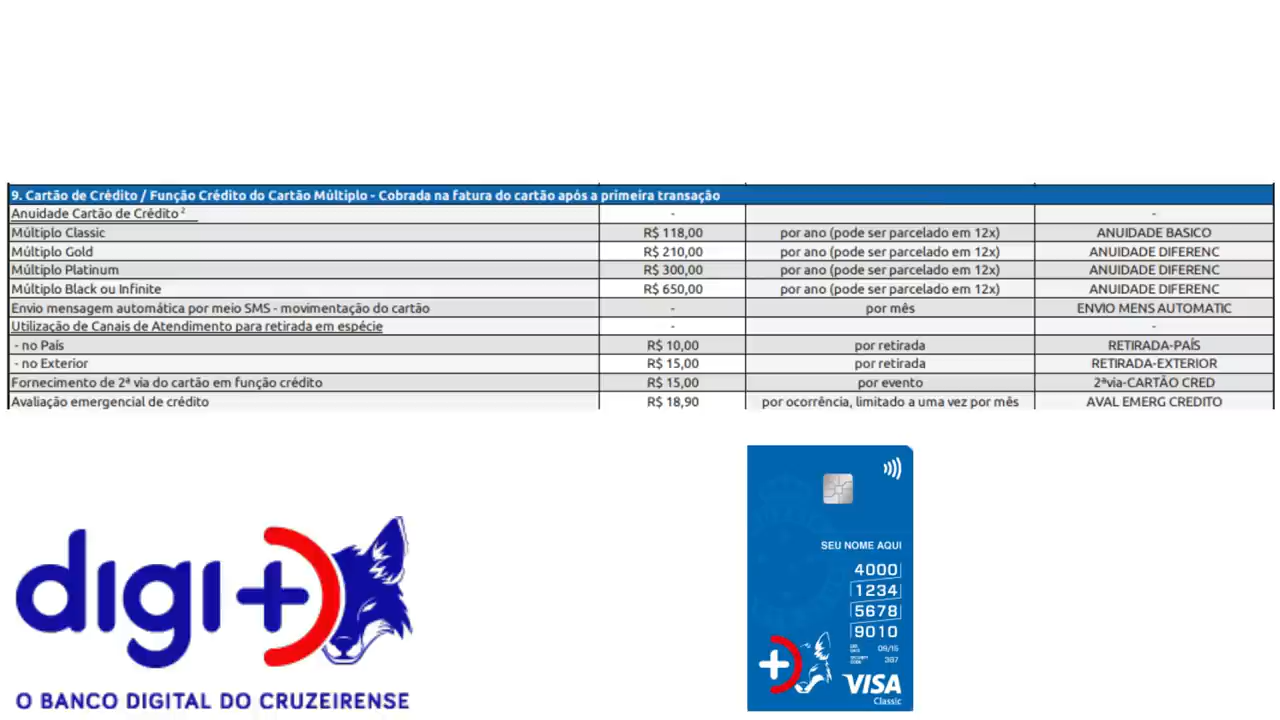 9. Cartão de Crédito / Função Crédito do Cartão Múltiplo - Cobrada na fatura do cartão após a primeira transação
Anuidade Cartão de Crédito ² - -
Múltiplo Classic R$ 118,00 por ano (pode ser parcelado em 12x) ANUIDADE BASICO
Múltiplo Gold R$ 210,00 por ano (pode ser parcelado em 12x) ANUIDADE DIFERENC
Múltiplo Platinum R$ 300,00 por ano (pode ser parcelado em 12x) ANUIDADE DIFERENC
Múltiplo Black ou Infinite R$ 650,00 por ano (pode ser parcelado em 12x) ANUIDADE DIFERENC
Envio mensagem automática por meio SMS - movimentação do cartão - por mês ENVIO MENS AUTOMATIC
Utilização de Canais de Atendimento para retirada em espécie - -
- no País R$ 10,00 por retirada RETIRADA-PAÍS
- no Exterior R$ 15,00 por retirada RETIRADA-EXTERIOR
Fornecimento de 2ª via do cartão em função crédito R$ 15,00 por evento 2ªvia-CARTÃO CRED
Avaliação emergencial de crédito R$ 18,90 por ocorrência, limitado a uma vez por mês AVAL EMERG CREDITO
digi+
O BANCO DIGITAL DO CRUZEIRENSE
SEU NOME AQUI
4000
1234
5678
9010
09/15
307
VISA
Classic